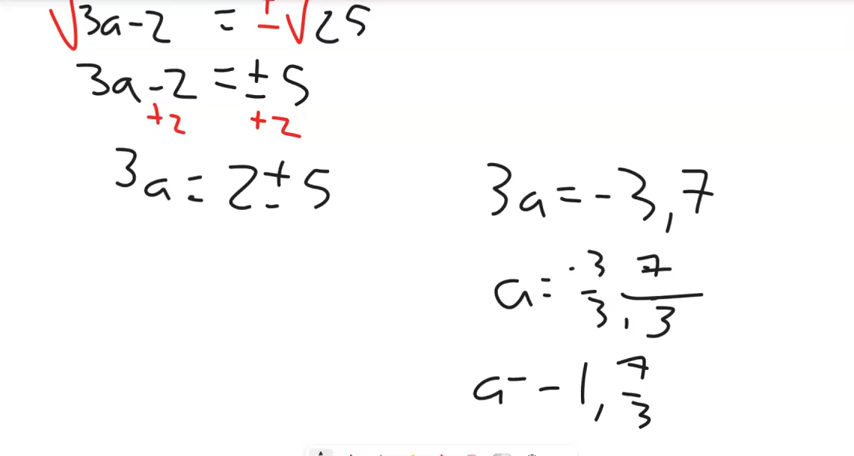 √3a-2 = ±√25
3a-2 = ±5
+2 +2
3a = 2±5
3a = -3, 7
a = -3/3, 7/3
a = -1, 7/3